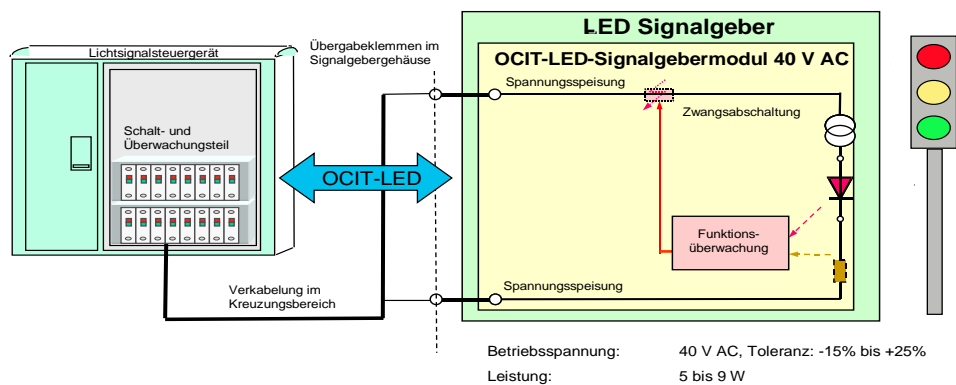 LED Signalgeber
Lichtsignalsteuergerät
Übergabeklemmen im
Signalgebergehäuse
OCIT-LED-Signalgebermodul 40 V AC
Spannungsspeisung
Zwangsabschaltung
Schalt- und
Überwachungsteil
OCIT-LED
Funktions-
überwachung
Verkabelung im
Kreuzungsbereich
Spannungsspeisung
Betriebsspannung: 40 V AC, Toleranz: -15% bis +25%
Leistung: 5 bis 9 W